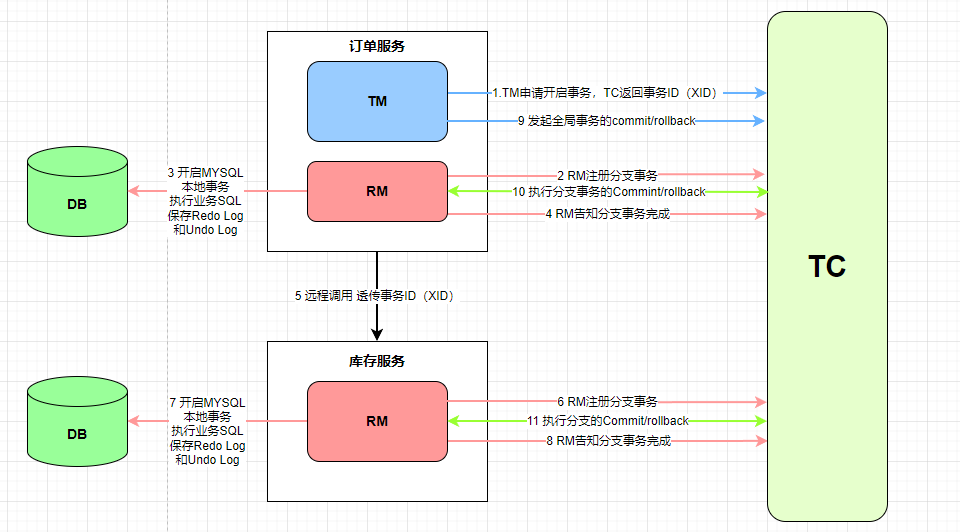 订单服务
TM
1.TM申请开启事务，TC返回事务ID（XID）
9 发起全局事务的commit/rollback
RM
2 RM注册分支事务
10 执行分支事务的Commint/rollback
4 RM告知分支事务完成
3 开启MYSQL
本地事务
执行业务SQL
保存Redo Log
和Undo Log
DB
TC
5 远程调用 透传事务ID（XID）
库存服务
RM
6 RM注册分支事务
11 执行分支的Commit/rollback
8 RM告知分支事务完成
7 开启MYSQL
本地事务
执行业务SQL
保存Redo Log
和Undo Log
DB